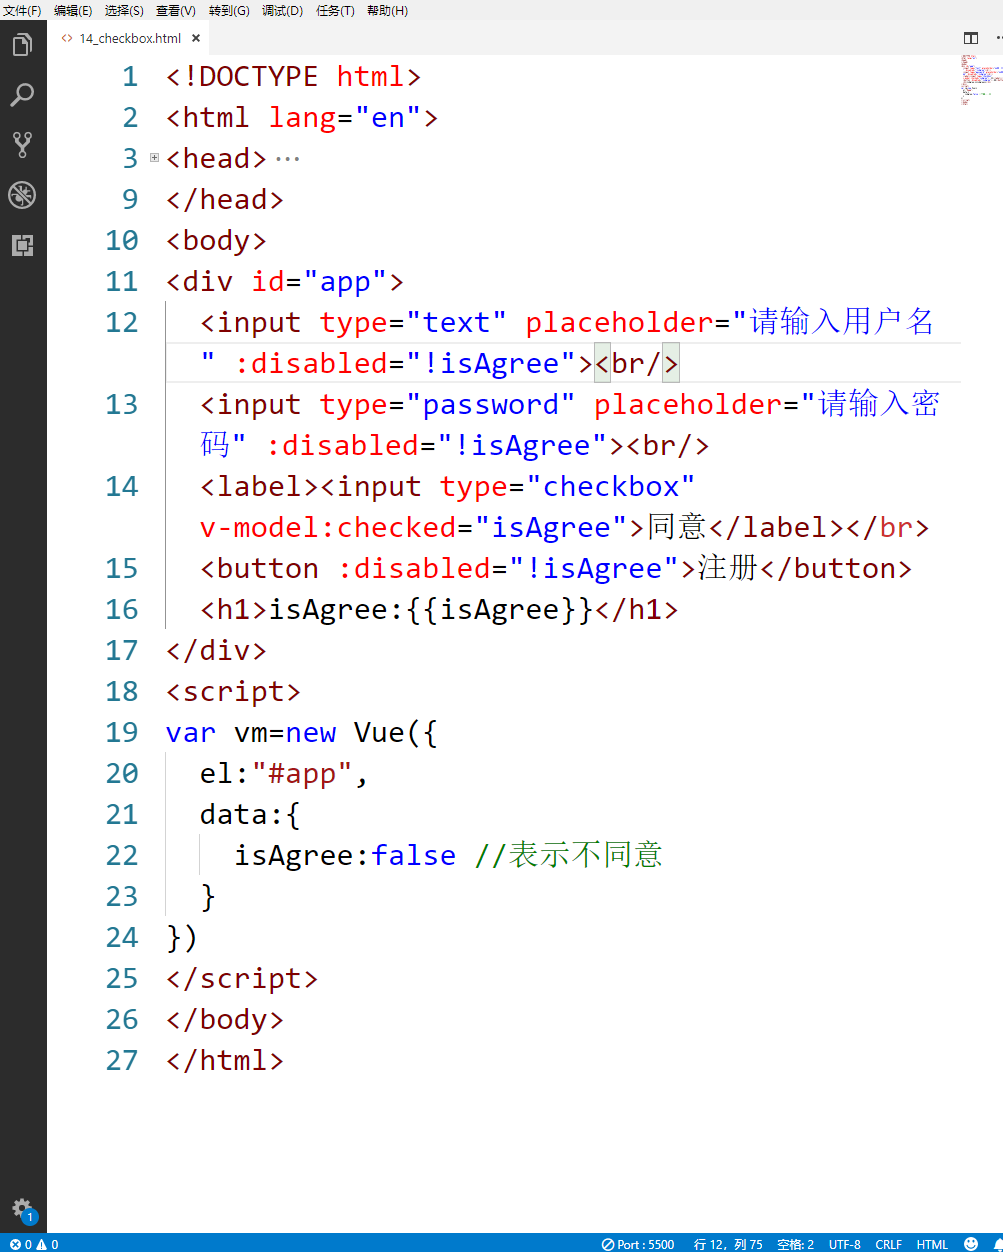 文件(F) 编辑(E) 选择(S) 查看(V) 转到(G) 调试(D) 任务(T) 帮助(H)
<> 14_checkbox.html ×
1 <!DOCTYPE html>
2 <html lang="en">
3 <head>···
9 </head>
10 <body>
11 <div id="app">
12 <input type="text" placeholder="请输入用户名
" :disabled="!isAgree"><br/>
13 <input type="password" placeholder="请输入密
码" :disabled="!isAgree"><br/>
14 <label><input type="checkbox"
v-model:checked="isAgree">同意</label></br>
15 <button :disabled="!isAgree">注册</button>
16 <h1>isAgree:{{isAgree}}</h1>
17 </div>
18 <script>
19 var vm=new Vue({
20 el:"#app",
21 data:{
22 isAgree:false //表示不同意
23 }
24 })
25 </script>
26 </body>
27 </html>
1
0 0 Port : 5500 行 12，列 75 空格: 2 UTF-8 CRLF HTML